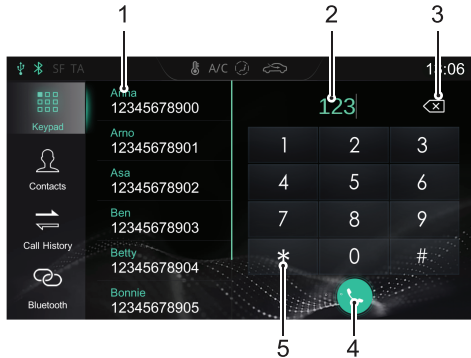 1 2 3
SF TA A/C 13:06
Keypad
Contacts
Call History
Bluetooth
Anna
12345678900
Arno
12345678901
Asa
12345678902
Ben
12345678903
Betty
12345678904
Bonnie
12345678905
123
1 2 3
4 5 6
7 8 9
* 0 #
5 4